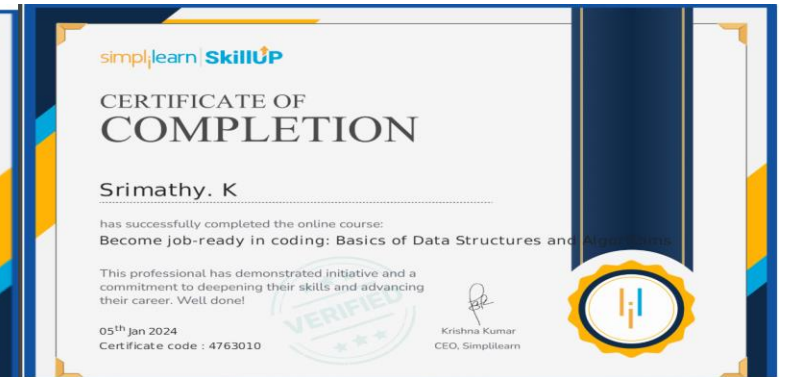 simplilearn SkillUP
CERTIFICATE OF
COMPLETION
Srimathy. K
has successfully completed the online course:
Become job-ready in coding: Basics of Data Structures and Algorithms
This professional has demonstrated initiative and a
commitment to deepening their skills and advancing
their career. Well done!
VERIFIED
05th Jan 2024
Certificate code : 4763010
Krishna Kumar
CEO, Simplilearn